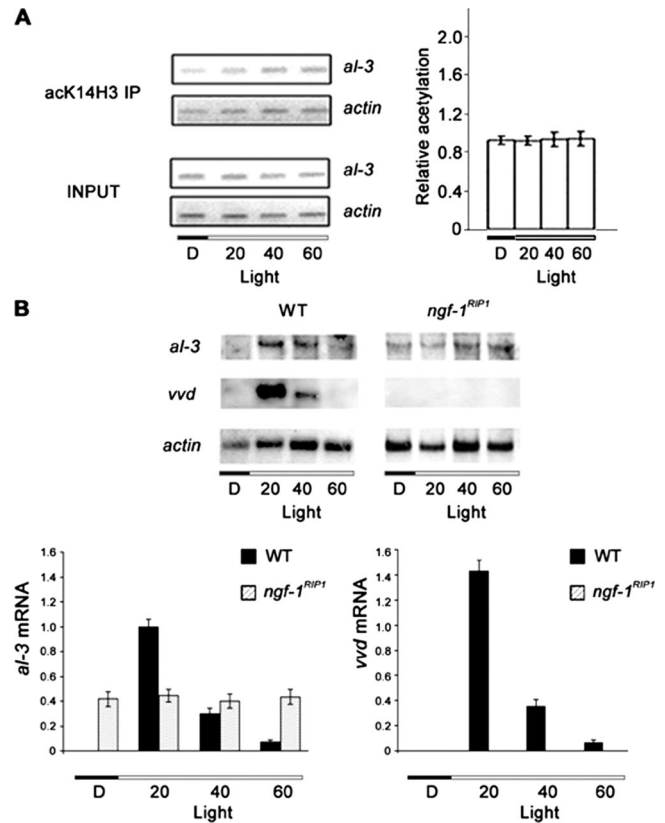 A
acK14H3 IP
al-3
actin
INPUT
al-3
actin
D 20 40 60
Light
Relative acetylation
2.0
1.6
1.2
0.8
0.4
0
D 20 40 60
Light
B
WT
ngf-1RIP1
al-3
vvd
actin
D 20 40 60
Light
D 20 40 60
Light
al-3 mRNA
1.6
1.4
1.2
1.0
0.8
0.6
0.4
0.2
0
WT
ngf-1RIP1
D 20 40 60
Light
vvd mRNA
1.6
1.4
1.2
1.0
0.8
0.6
0.4
0.2
0
WT
ngf-1RIP1
D 20 40 60
Light